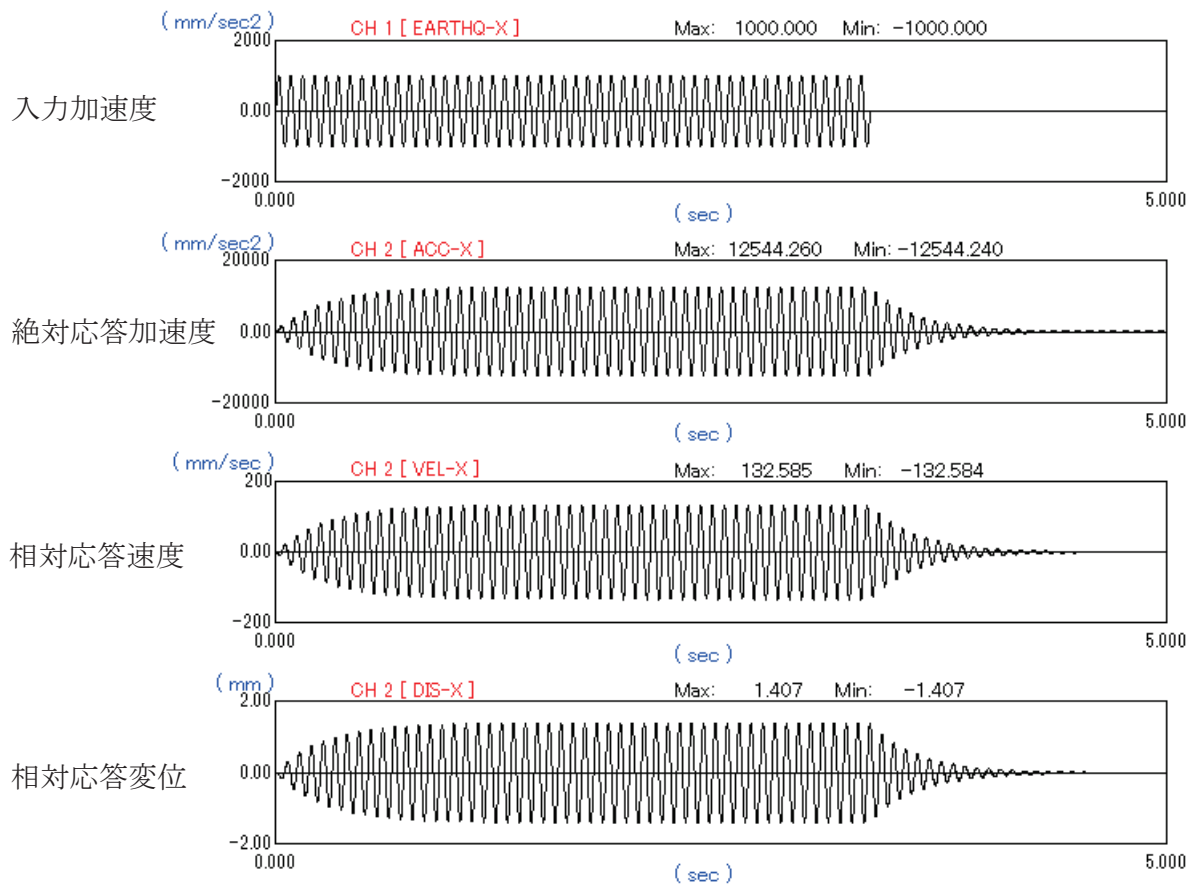 ( mm/sec2 ) CH 1 [ EARTHQ-X ] Max: 1000.000 Min: -1000.000
2000
入力加速度
0.00
-2000
0.000 5.000
( sec )
( mm/sec2 ) CH 2 [ ACC-X ] Max: 12544.260 Min: -12544.240
20000
絶対応答加速度
0.00
-20000
0.000 5.000
( sec )
( mm/sec ) CH 2 [ VEL-X ] Max: 132.585 Min: -132.584
200
相対応答速度
0.00
-200
0.000 5.000
( sec )
( mm ) CH 2 [ DIS-X ] Max: 1.407 Min: -1.407
2.00
相対応答変位
0.00
-2.00
0.000 5.000
( sec )